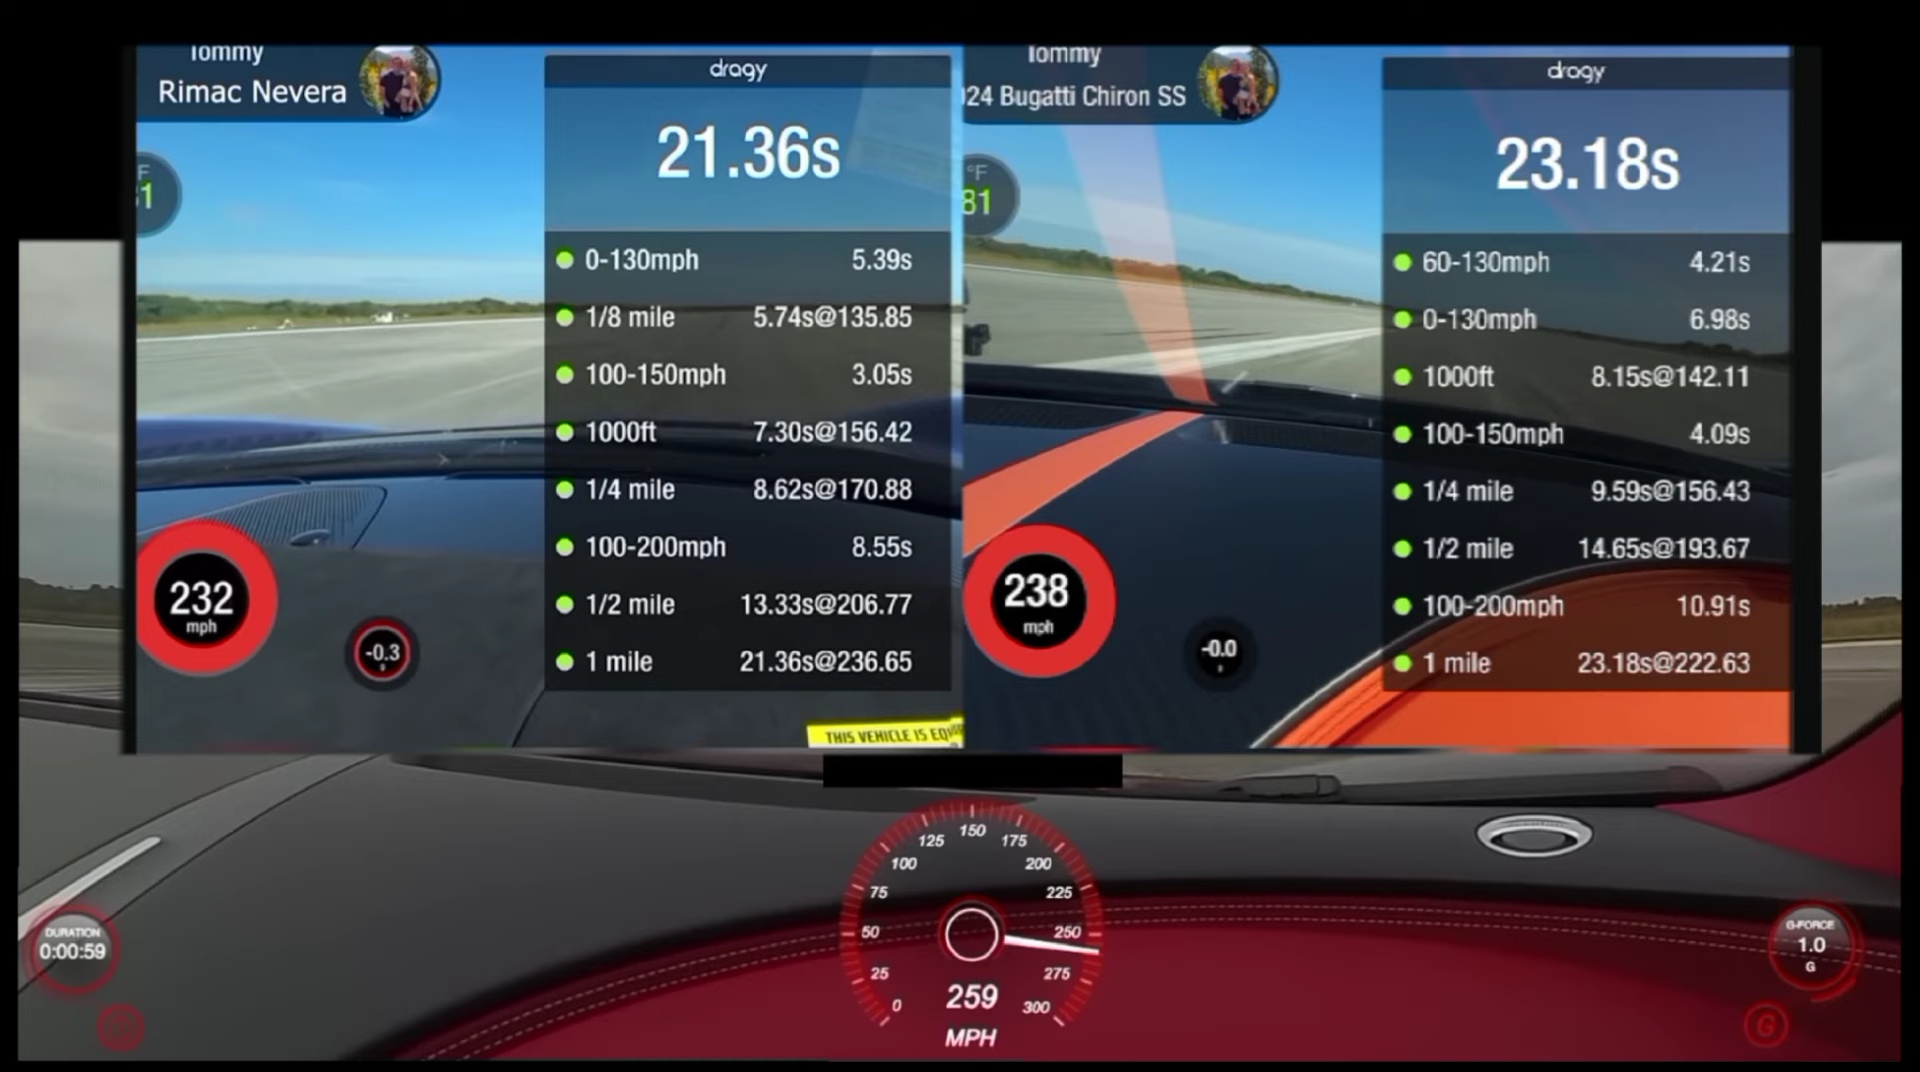 Tommy
Rimac Nevera
dragy
21.36s
0-130mph 5.39s
1/8 mile 5.74s@135.85
100-150mph 3.05s
1000ft 7.30s@156.42
1/4 mile 8.62s@170.88
100-200mph 8.55s
1/2 mile 13.33s@206.77
1 mile 21.36s@236.65
F
31
232
mph
-0.3
THIS VEHICLE IS
Tommy
024 Bugatti Chiron SS
dragy
23.18s
60-130mph 4.21s
0-130mph 6.98s
1000ft 8.15s@142.11
100-150mph 4.09s
1/4 mile 9.59s@156.43
1/2 mile 14.65s@193.67
100-200mph 10.91s
1 mile 23.18s@222.63
°F
81
238
mph
-0.0
DURATION
0:00:59
0
25
50
75
100
125
150
175
200
225
250
275
300
259
MPH
G-FORCE
1.0
G
G